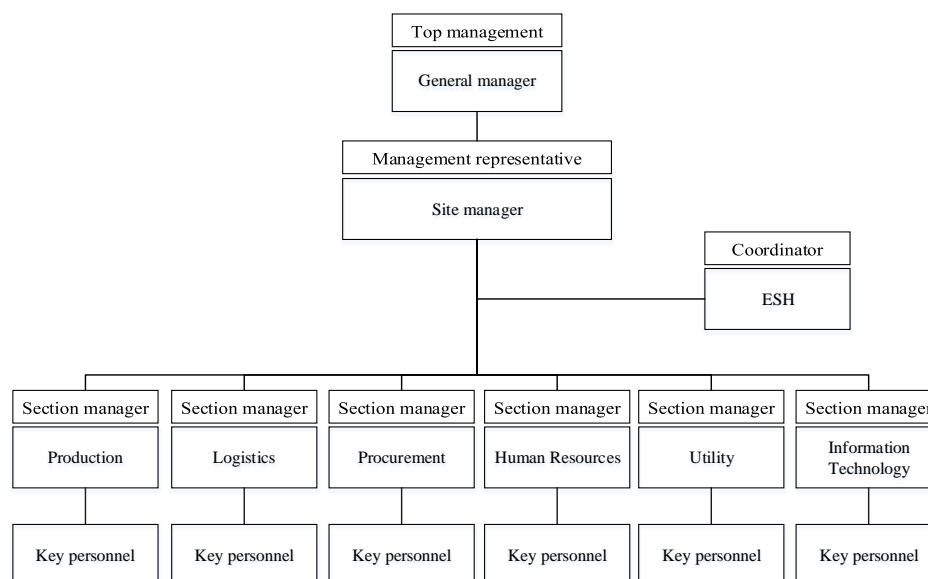 Top management
General manager
Management representative
Site manager
Coordinator
ESH
Section manager Section manager Section manager Section manager Section manager Section manager
Production Logistics Procurement Human Resources Utility Information
Technology
Key personnel Key personnel Key personnel Key personnel Key personnel Key personnel